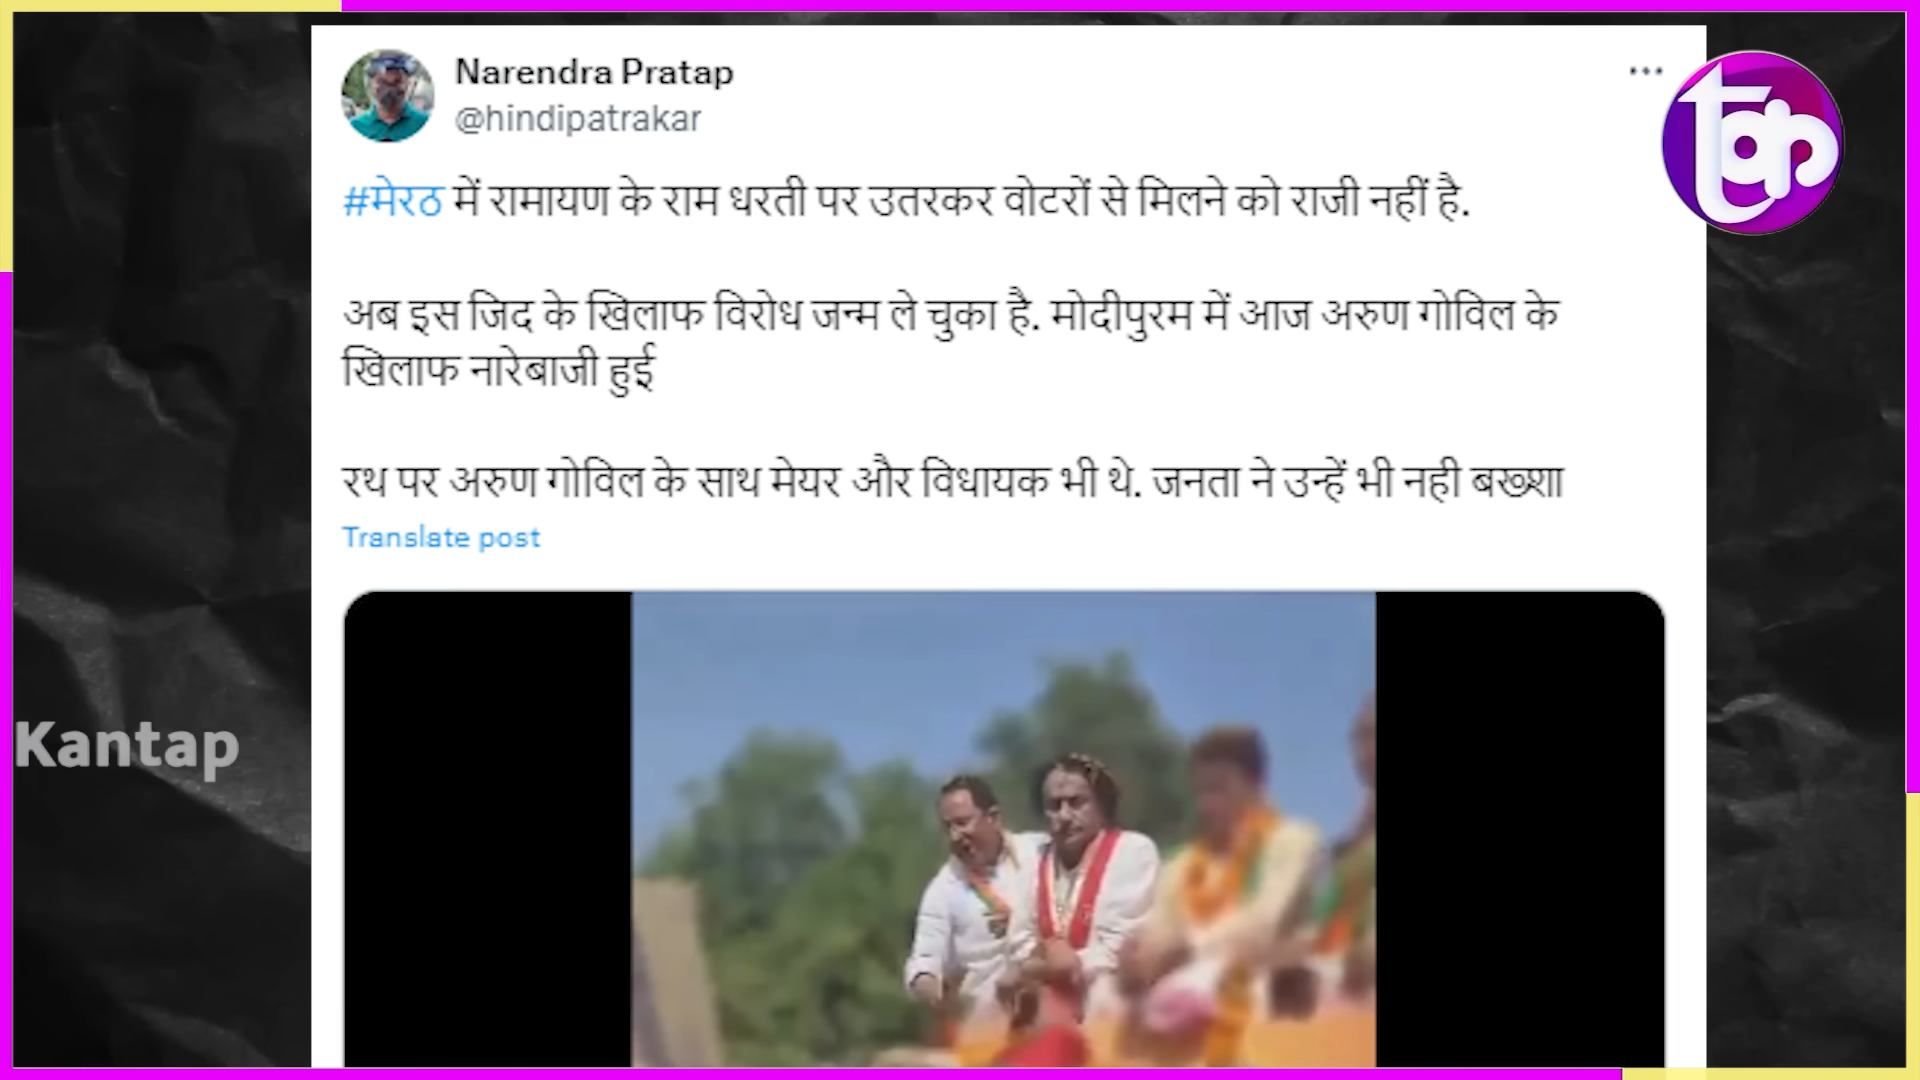 Narendra Pratap
@hindipatrakar
#मेरठ में रामायण के राम धरती पर उतरकर वोटरों से मिलने को राजी नहीं है.
अब इस जिद के खिलाफ विरोध जन्म ले चुका है. मोदीपुरम में आज अरुण गोविल के
खिलाफ नारेबाजी हुई
रथ पर अरुण गोविल के साथ मेयर और विधायक भी थे. जनता ने उन्हें भी नही बख्शा
Translate post
Kantap
tap